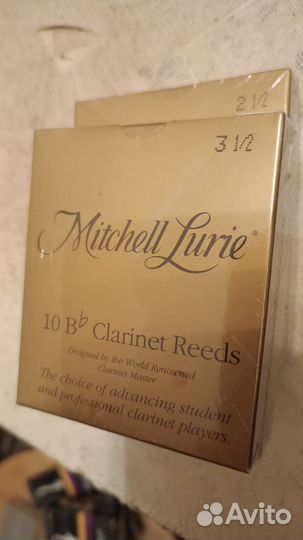 2 1/2
3 1/2
Mitchell Lurie®
10 B♭ Clarinet Reeds
Designed by the World Renowned
Clarinet Master
The choice of advancing student
and professional clarinet players.
Avito